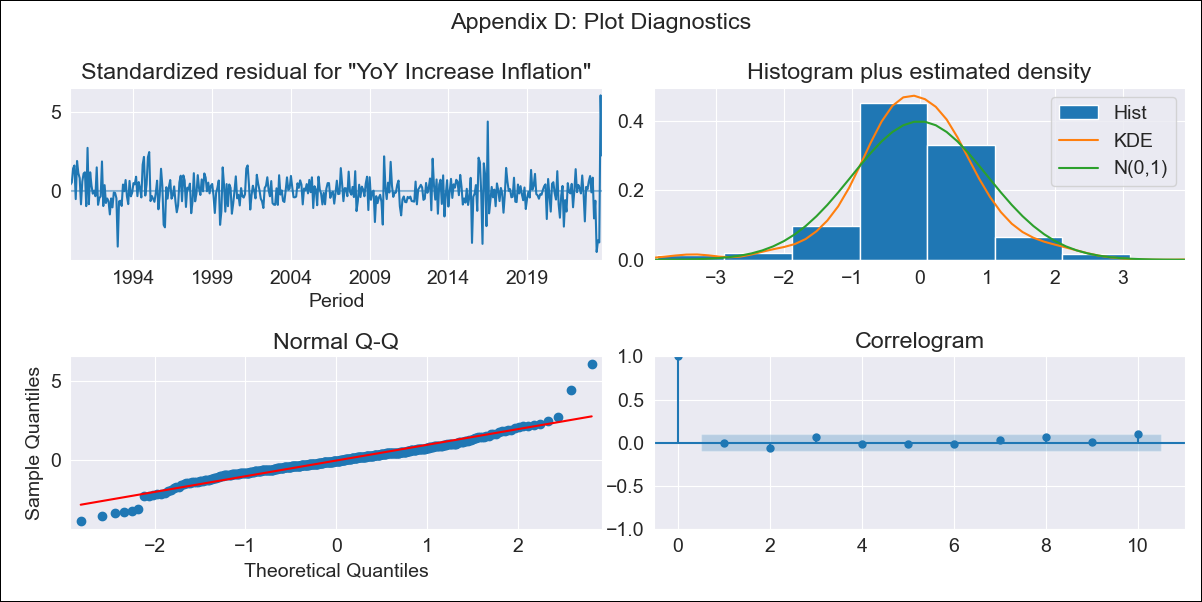 Appendix D: Plot Diagnostics
Standardized residual for "YoY Increase Inflation"
5
0
1994 1999 2004 2009 2014 2019
Period
Histogram plus estimated density
0.4
0.2
0.0
Hist
KDE
N(0,1)
−3 −2 −1 0 1 2 3
Normal Q-Q
Sample Quantiles
5
0
−2 −1 0 1 2
Theoretical Quantiles
Correlogram
1.0
0.5
0.0
−0.5
−1.0
0 2 4 6 8 10